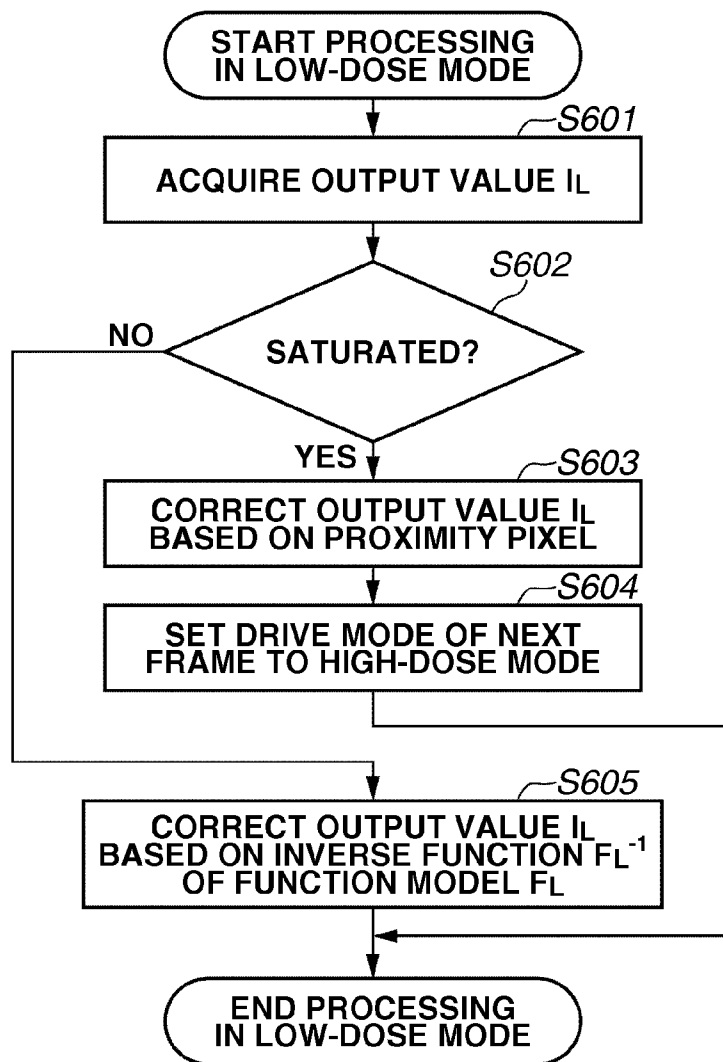 START PROCESSING
IN LOW-DOSE MODE
S601
ACQUIRE OUTPUT VALUE IL
S602
NO
SATURATED?
YES
S603
CORRECT OUTPUT VALUE IL
BASED ON PROXIMITY PIXEL
S604
SET DRIVE MODE OF NEXT
FRAME TO HIGH-DOSE MODE
S605
CORRECT OUTPUT VALUE IL
BASED ON INVERSE FUNCTION FL⁻¹
OF FUNCTION MODEL FL
END PROCESSING
IN LOW-DOSE MODE